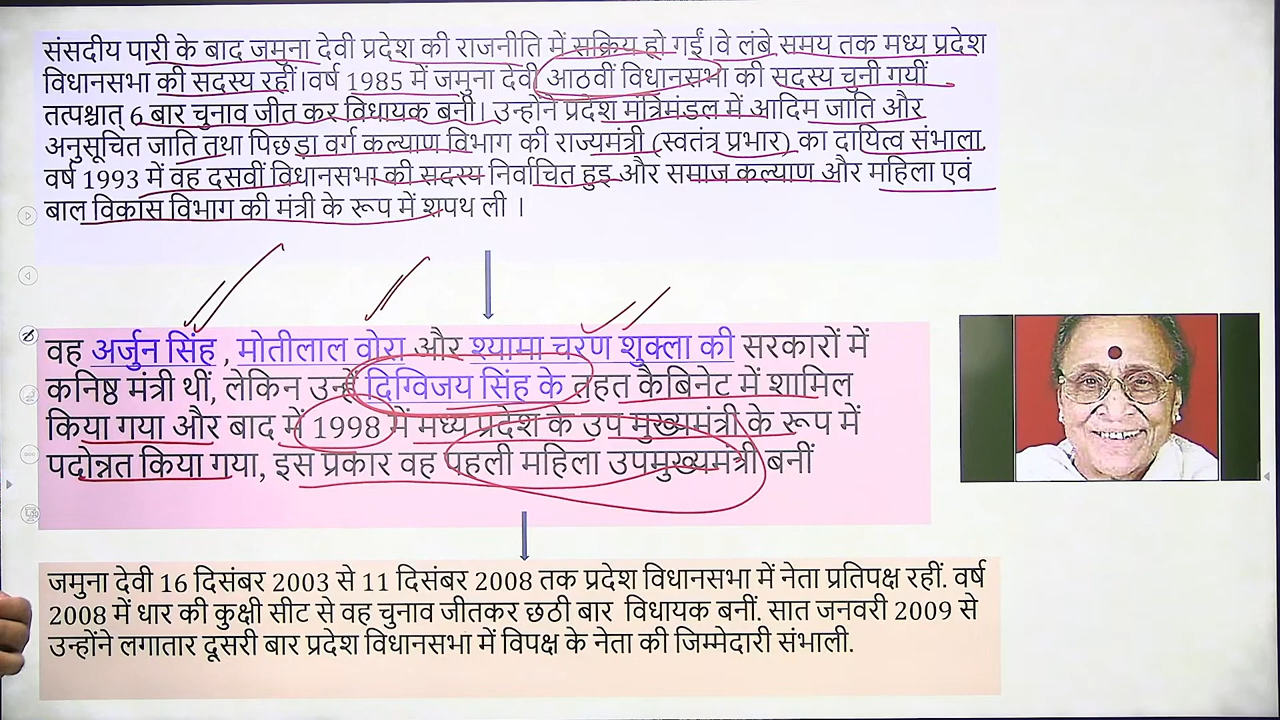 संसदीय पारी के बाद जमुना देवी प्रदेश की राजनीति में सक्रिय हो गईं।वे लंबे समय तक मध्य प्रदेश
विधानसभा की सदस्य रहीं।वर्ष 1985 में जमुना देवी आठवीं विधानसभा की सदस्य चुनी गयीं
तत्पश्चात् 6 बार चुनाव जीत कर विधायक बनी। उन्होंने प्रदेश मंत्रिमंडल में आदिम जाति और
अनुसूचित जाति तथा पिछड़ा वर्ग कल्याण विभाग की राज्यमंत्री (स्वतंत्र प्रभार) का दायित्व संभाला.
वर्ष 1993 में वह दसवीं विधानसभा की सदस्य निर्वाचित हुइ और समाज कल्याण और महिला एवं
बाल विकास विभाग की मंत्री के रूप में शपथ ली ।
वह अर्जुन सिंह , मोतीलाल वोरा और श्यामा चरण शुक्ला की सरकारों में
कनिष्ठ मंत्री थीं, लेकिन उन्हें दिग्विजय सिंह के तहत कैबिनेट में शामिल
किया गया और बाद में 1998 में मध्य प्रदेश के उप मुख्यमंत्री के रूप में
पदोन्नत किया गया, इस प्रकार वह पहली महिला उपमुख्यमंत्री बनीं
जमुना देवी 16 दिसंबर 2003 से 11 दिसंबर 2008 तक प्रदेश विधानसभा में नेता प्रतिपक्ष रहीं. वर्ष
2008 में धार की कुक्षी सीट से वह चुनाव जीतकर छठी बार विधायक बनीं. सात जनवरी 2009 से
उन्होंने लगातार दूसरी बार प्रदेश विधानसभा में विपक्ष के नेता की जिम्मेदारी संभाली.